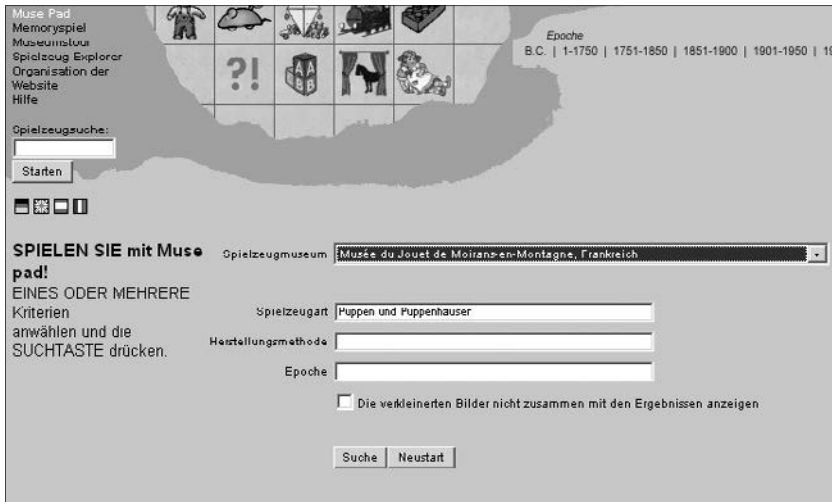 Muse Pad
Memoryspiel
Museumstour
Spielzeug Explorer
Organisation der
Website
Hilfe
Spielzeugsuche:
Starten
?!
Epoche
B.C. | 1-1750 | 1751-1850 | 1851-1900 | 1901-1950 | 19
SPIELEN SIE mit Muse
pad!
EINES ODER MEHRERE
Kriterien
anwählen und die
SUCHTASTE drücken.
Spielzeugmuseum Musée du Jouet de Moirans-en-Montagne, Frankreich
Spielzeugart Puppen und Puppenhauser
Herstellungsmethode
Epoche
Die verkleinerten Bilder nicht zusammen mit den Ergebnissen anzeigen
Suche Neustart